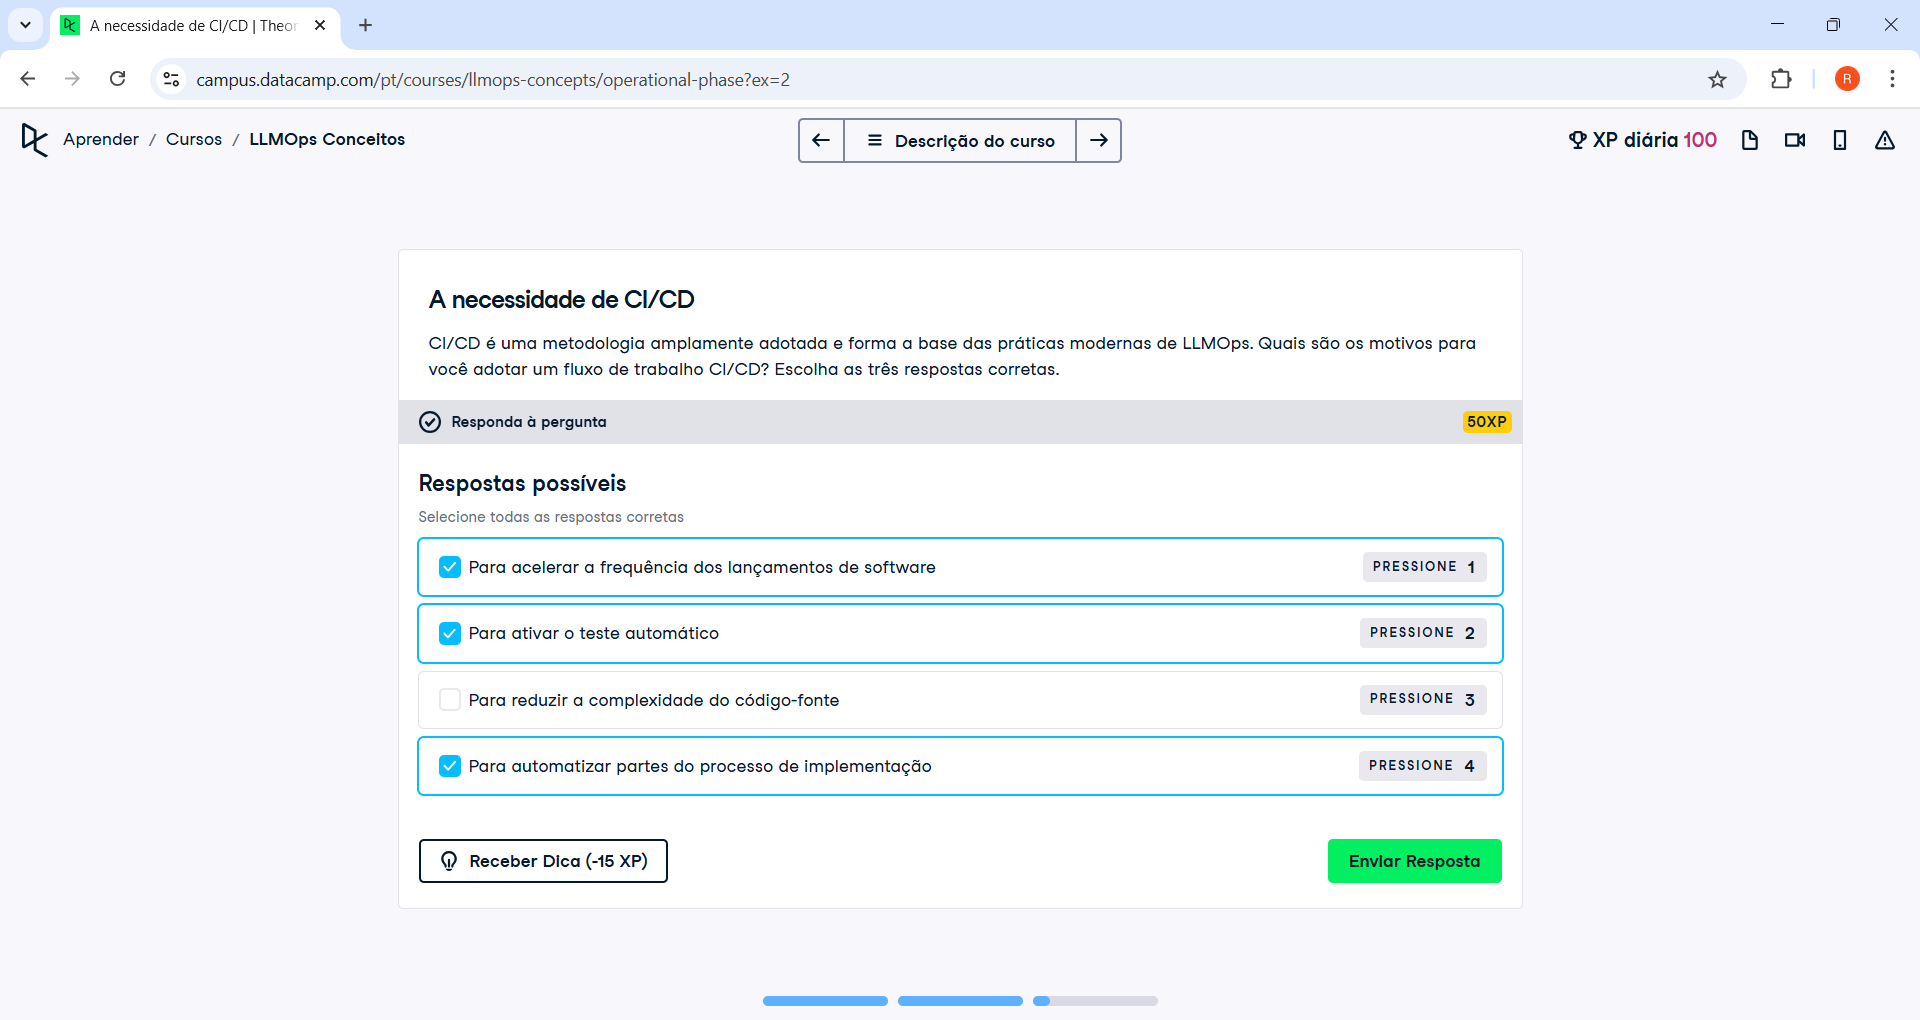 A necessidade de CI/CD | Theor
campus.datacamp.com/pt/courses/llmops-concepts/operational-phase?ex=2
R
Aprender / Cursos / LLMOps Conceitos
Descrição do curso
XP diária 100
A necessidade de CI/CD
CI/CD é uma metodologia amplamente adotada e forma a base das práticas modernas de LLMOps. Quais são os motivos para
você adotar um fluxo de trabalho CI/CD? Escolha as três respostas corretas.
Responda à pergunta
50XP
Respostas possíveis
Selecione todas as respostas corretas
Para acelerar a frequência dos lançamentos de software
PRESSIONE 1
Para ativar o teste automático
PRESSIONE 2
Para reduzir a complexidade do código-fonte
PRESSIONE 3
Para automatizar partes do processo de implementação
PRESSIONE 4
Receber Dica (-15 XP)
Enviar Resposta